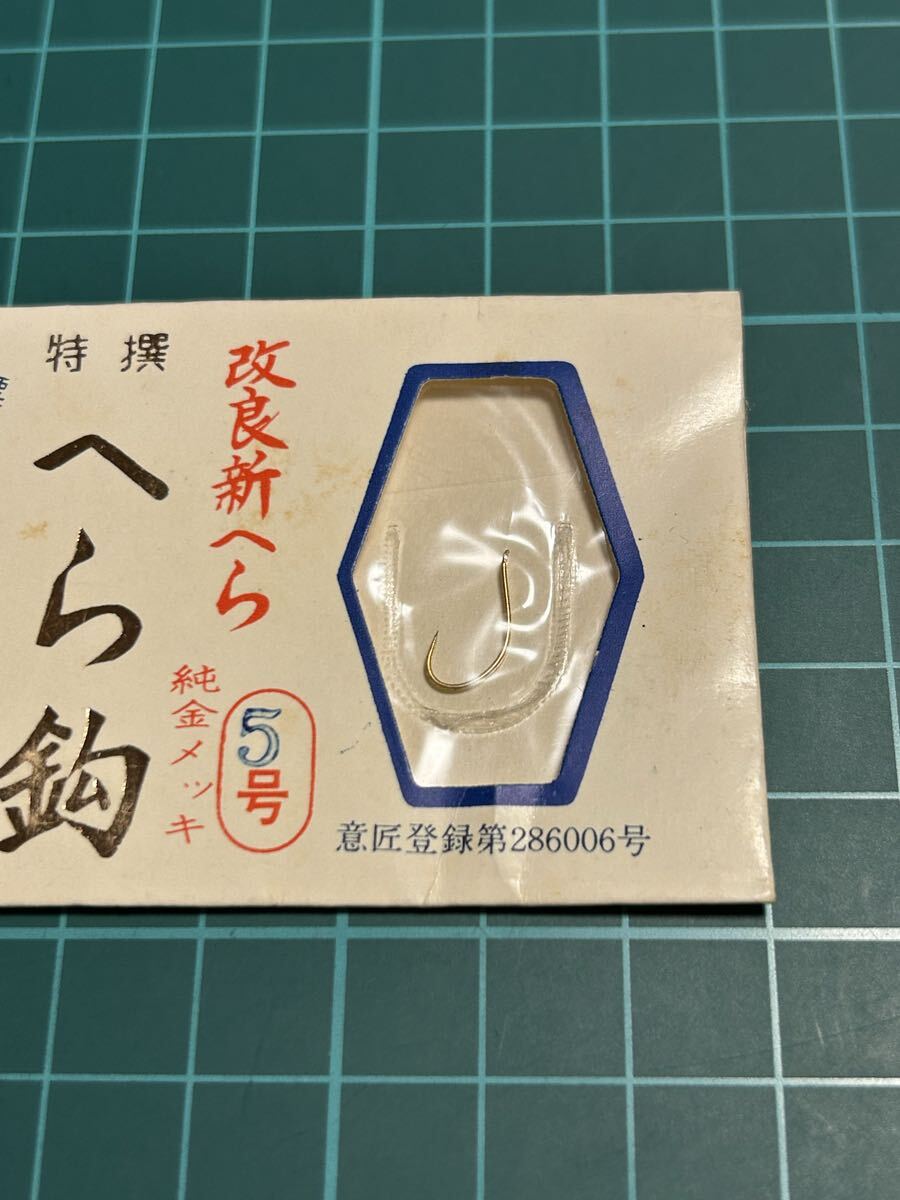 改良新へら
純金メッキ
5号
特撰
へら鈎
意匠登録第286006号